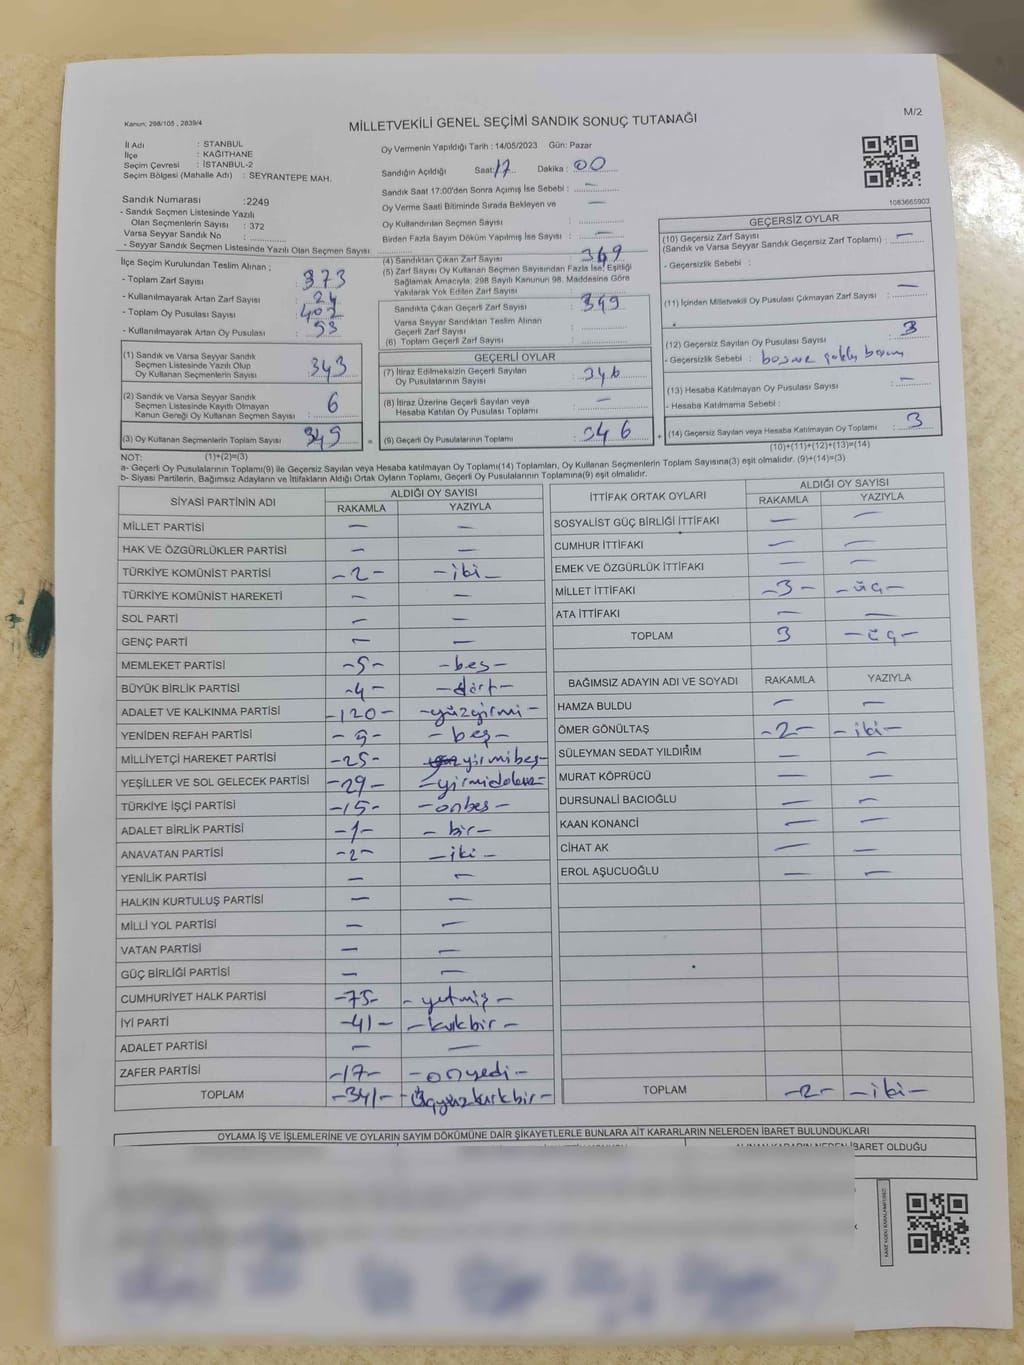 Kanun: 298/105 , 2839/4
M/2
MİLLETVEKİLİ GENEL SEÇİMİ SANDIK SONUÇ TUTANAĞI
İl Adı : STANBUL
İlçe : KAĞITHANE
Seçim Çevresi : İSTANBUL-2
Seçim Bölgesi (Mahalle Adı) : SEYRANTEPE MAH.
Oy Vermenin Yapıldığı Tarih : 14/05/2023 Gün: Pazar
Sandığın Açıldığı Saat: 17 Dakika : 00
Sandık Saat 17:00'den Sonra Açımış İse Sebebi : —
Oy Verme Saati Bitiminde Sırada Bekleyen ve —
Oy Kullandırılan Seçmen Sayısı :
Birden Fazla Sayım Döküm Yapılmış İse Sayısı : —
1083665903
Sandık Numarası :2249
- Sandık Seçmen Listesinde Yazılı
Olan Seçmenlerin Sayısı : 372
Varsa Seyyar Sandık No :
- Seyyar Sandık Seçmen Listesinde Yazılı Olan Seçmen Sayısı:
İlçe Seçim Kurulundan Teslim Alınan ;
- Toplam Zarf Sayısı : 373
- Kullanılmayarak Artan Zarf Sayısı : 24
- Toplam Oy Pusulası Sayısı : 402
- Kullanılmayarak Artan Oy Pusulası : 53
(1) Sandık ve Varsa Seyyar Sandık
Seçmen Listesinde Yazılı Olup
Oy Kullanan Seçmenlerin Sayısı : 343
(2) Sandık ve Varsa Seyyar Sandık
Seçmen Listesinde Kayıtlı Olmayan
Kanun Gereği Oy Kullanan Seçmen Sayısı : 6
(3) Oy Kullanan Seçmenlerin Toplam Sayısı : 349
(4) Sandıktan Çıkan Zarf Sayısı : 349
(5) Zarf Sayısı Oy Kullanan Seçmen Sayısından Fazla İse; Eşitliği
Sağlamak Amacıyla; 298 Sayılı Kanunun 98. Maddesine Göre
Yakılarak Yok Edilen Zarf Sayısı :
Sandıkta Çıkan Geçerli Zarf Sayısı : 349
Varsa Seyyar Sandıktan Teslim Alınan
Geçerli Zarf Sayısı :
(6) Toplam Geçerli Zarf Sayısı :
GEÇERLİ OYLAR
(7) İtiraz Edilmeksizin Geçerli Sayılan
Oy Pusulalarının Sayısı : 346
(8) İtiraz Üzerine Geçerli Sayılan veya
Hesaba Katılan Oy Pusulası Toplamı : —
(9) Geçerli Oy Pusulalarının Toplamı : 346
GEÇERSİZ OYLAR
(10) Geçersiz Zarf Sayısı
(Sandık ve Varsa Seyyar Sandık Geçersiz Zarf Toplamı) : —
- Geçersizlik Sebebi :
(11) İçinden Milletvekili Oy Pusulası Çıkmayan Zarf Sayısı : —
(12) Geçersiz Sayılan Oy Pusulası Sayısı : 3
- Geçersizlik Sebebi :
(13) Hesaba Katılmayan Oy Pusulası Sayısı : —
- Hesaba Katılmama Sebebi :
(14) Geçersiz Sayılan veya Hesaba Katılmayan Oy Toplamı : 3
NOT: (1)+(2)=(3)
(10)+(11)+(12)+(13)=(14)
a- Geçerli Oy Pusulalarının Toplamı(9) ile Geçersiz Sayılan veya Hesaba katılmayan Oy Toplamı(14) Toplamları, Oy Kullanan Seçmenlerin Toplam Sayısına(3) eşit olmalıdır. (9)+(14)=(3)
b- Siyasi Partilerin, Bağımsız Adayların ve İttifakların Aldığı Ortak Oyların Toplamı, Geçerli Oy Pusulalarının Toplamına(9) eşit olmalıdır.
SİYASİ PARTİNİN ADI ALDIĞI OY SAYISI
RAKAMLA YAZIYLA
MİLLET PARTİSİ — —
HAK VE ÖZGÜRLÜKLER PARTİSİ — —
TÜRKİYE KOMÜNİST PARTİSİ -2- -iki-
TÜRKİYE KOMÜNİST HAREKETİ — —
SOL PARTİ — —
GENÇ PARTİ — —
MEMLEKET PARTİSİ -5- -beş-
BÜYÜK BİRLİK PARTİSİ -4- -dört-
ADALET VE KALKINMA PARTİSİ -120- -yüzyirmi-
YENİDEN REFAH PARTİSİ -5- -beş-
MİLLİYETÇİ HAREKET PARTİSİ -25- yirmibeş-
YEŞİLLER VE SOL GELECEK PARTİSİ -29- -yirmidokuz-
TÜRKİYE İŞÇİ PARTİSİ -15- -onbeş-
ADALET BİRLİK PARTİSİ -1- -bir-
ANAVATAN PARTİSİ -2- -iki-
YENİLİK PARTİSİ — —
HALKIN KURTULUŞ PARTİSİ — —
MİLLİ YOL PARTİSİ — —
VATAN PARTİSİ — —
GÜÇ BİRLİĞİ PARTİSİ — —
CUMHURİYET HALK PARTİSİ -75- -yetmiş-
İYİ PARTİ -41- -kırkbir-
ADALET PARTİSİ — —
ZAFER PARTİSİ -17- -onyedi-
TOPLAM -341- -Üçyüzkırkbir-
İTTİFAK ORTAK OYLARI ALDIĞI OY SAYISI
RAKAMLA YAZIYLA
SOSYALİST GÜÇ BİRLİĞİ İTTİFAKI — —
CUMHUR İTTİFAKI — —
EMEK VE ÖZGÜRLÜK İTTİFAKI — —
MİLLET İTTİFAKI -3- -üç-
ATA İTTİFAKI — —
TOPLAM 3 -üç-
BAĞIMSIZ ADAYIN ADI VE SOYADI RAKAMLA YAZIYLA
HAMZA BULDU — —
ÖMER GÖNÜLTAŞ -2- -iki-
SÜLEYMAN SEDAT YILDIRIM — —
MURAT KÖPRÜCÜ — —
DURSUNALİ BACIOĞLU — —
KAAN KONANCİ — —
CİHAT AK — —
EROL AŞUCUOĞLU — —
TOPLAM -2- -iki-
OYLAMA İŞ VE İŞLEMLERİNE VE OYLARIN SAYIM DÖKÜMÜNE DAİR ŞİKAYETLERLE BUNLARA AİT KARARLARIN NELERDEN İBARET BULUNDUKLARI
ALINAN KARARIN NEDEN İBARET OLDUĞU